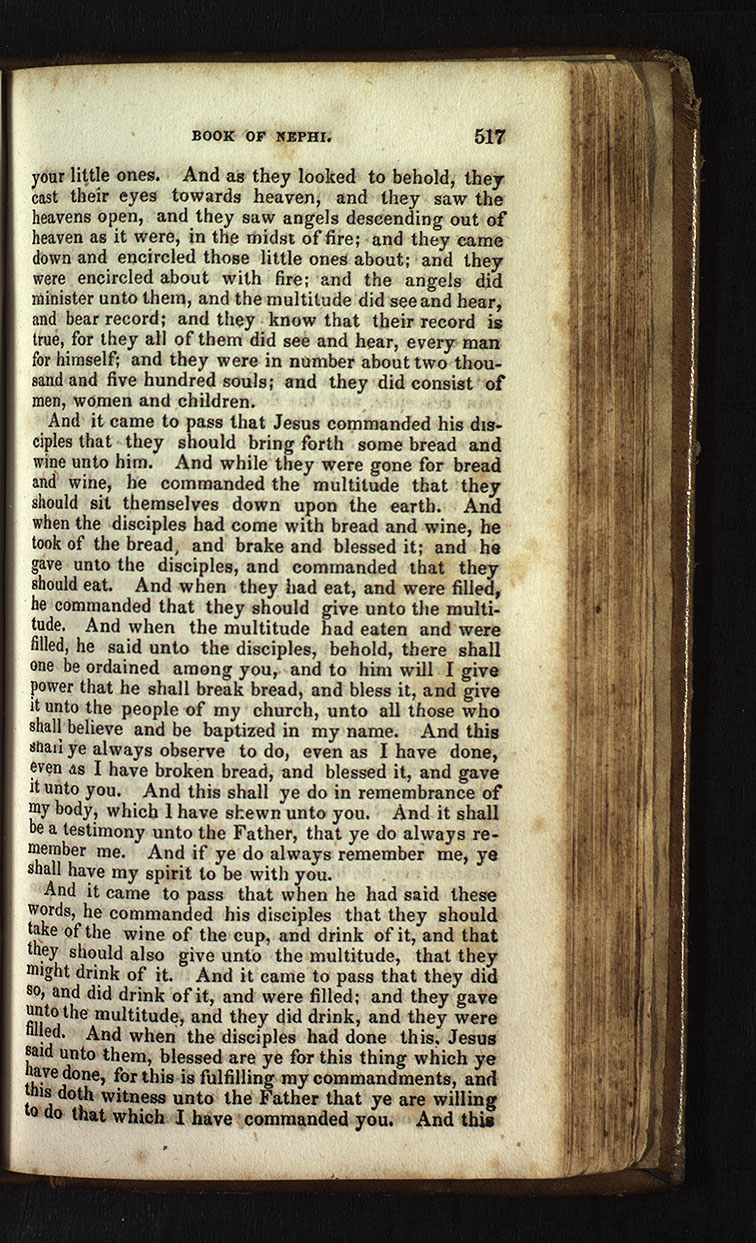 BOOK OF NEPHI. 517
your little ones. And as they looked to behold, they
cast their eyes towards heaven, and they saw the
heavens open, and they saw angels descending out of
heaven as it were, in the midst of fire; and they came
down and encircled those little ones about; and they
were encircled about with fire; and the angels did
minister unto them, and the multitude did see and hear,
and bear record; and they know that their record is
true, for they all of them did see and hear, every man
for himself; and they were in number about two thou-
sand and five hundred souls; and they did consist of
men, women and children.
And it came to pass that Jesus commanded his dis-
ciples that they should bring forth some bread and
wine unto him. And while they were gone for bread
and wine, he commanded the multitude that they
should sit themselves down upon the earth. And
when the disciples had come with bread and wine, he
took of the bread, and brake and blessed it; and he
gave unto the disciples, and commanded that they
should eat. And when they had eat, and were filled,
he commanded that they should give unto the multi-
tude. And when the multitude had eaten and were
filled, he said unto the disciples, behold, there shall
one be ordained among you, and to him will I give
power that he shall break bread, and bless it, and give
it unto the people of my church, unto all those who
shall believe and be baptized in my name. And this
shall ye always observe to do, even as I have done,
even as I have broken bread, and blessed it, and gave
it unto you. And this shall ye do in remembrance of
my body, which I have shewn unto you. And it shall
be a testimony unto the Father, that ye do always re-
member me. And if ye do always remember me, ye
shall have my spirit to be with you.
And it came to pass that when he had said these
words, he commanded his disciples that they should
take of the wine of the cup, and drink of it, and that
they should also give unto the multitude, that they
might drink of it. And it came to pass that they did
so, and did drink of it, and were filled; and they gave
unto the multitude, and they did drink, and they were
filled. And when the disciples had done this, Jesus
said unto them, blessed are ye for this thing which ye
have done, for this is fulfilling my commandments, and
this doth witness unto the Father that ye are willing
to do that which I have commanded you. And this